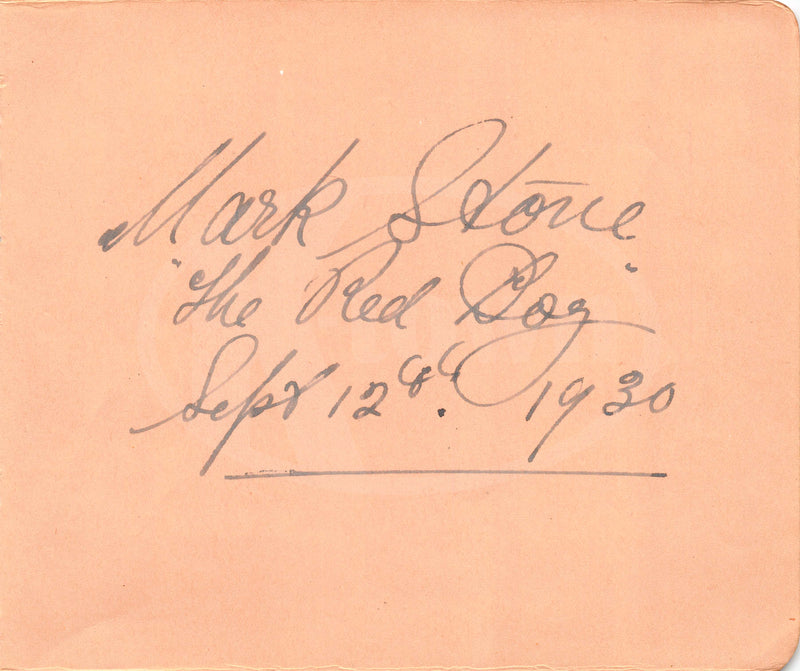 Mark Stone
"The Red Dog"
Sept 12th. 1930